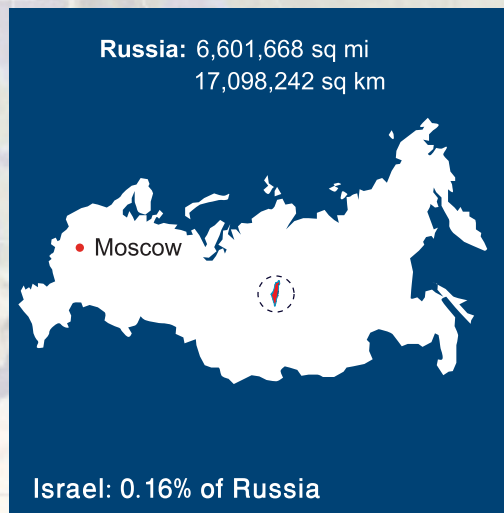 Russia: 6,601,668 sq mi
17,098,242 sq km
Moscow
Israel: 0.16% of Russia